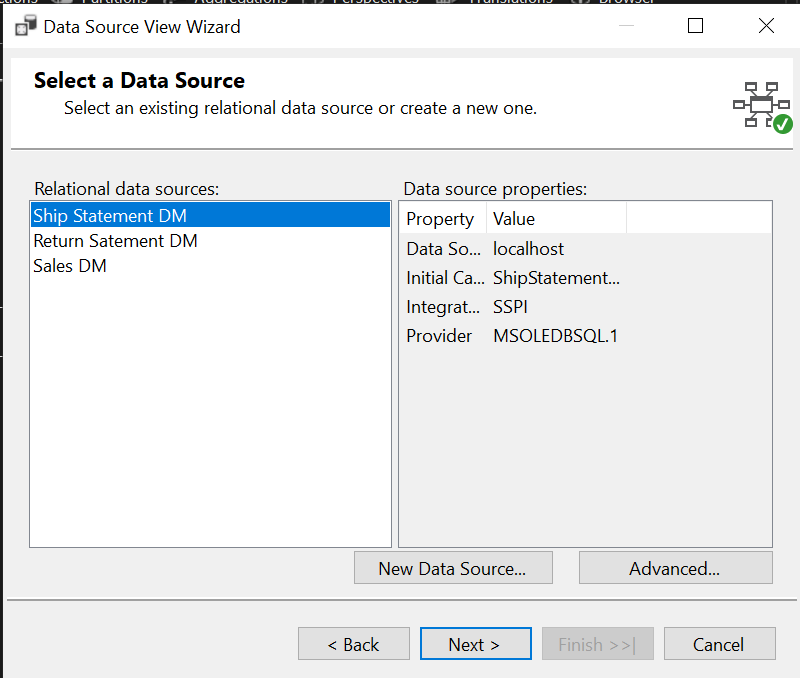 Data Source View Wizard
Select a Data Source
Select an existing relational data source or create a new one.
Relational data sources:
Ship Statement DM
Return Satement DM
Sales DM
Data source properties:
Property Value
Data So... localhost
Initial Ca... ShipStatement...
Integrat... SSPI
Provider MSOLEDBSQL.1
New Data Source...
Advanced...
< Back
Next >
Finish >>|
Cancel